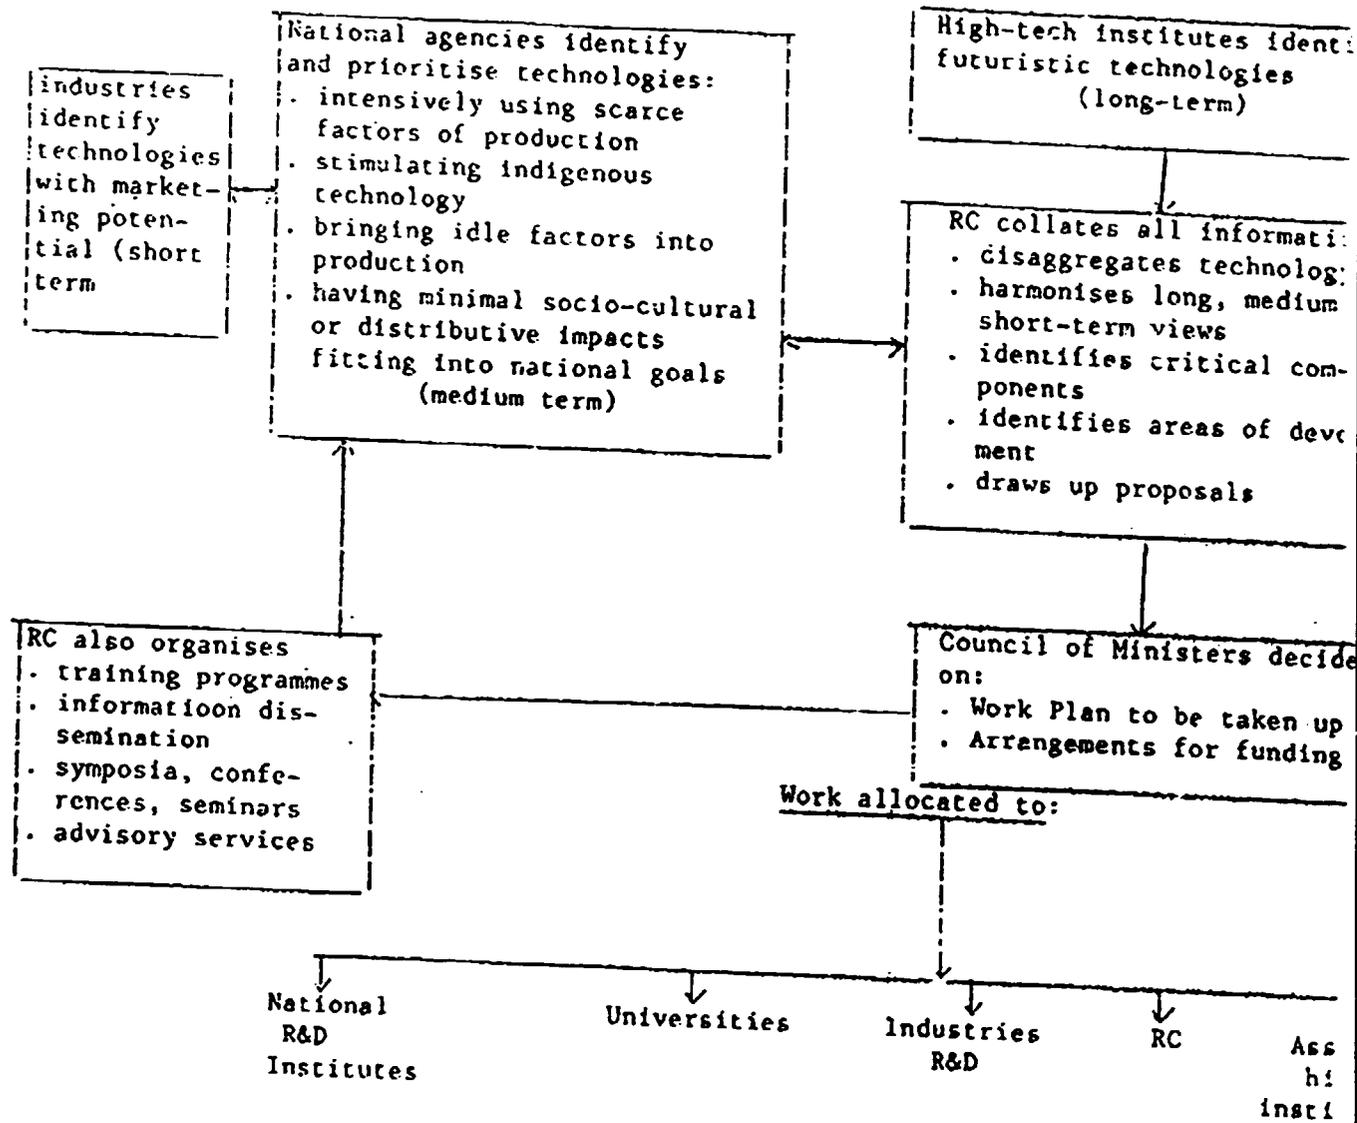 industries
identify
technologies
with market-
ing poten-
tial (short
term
National agencies identify
and prioritise technologies:
. intensively using scarce
factors of production
. stimulating indigenous
technology
. bringing idle factors into
production
. having minimal socio-cultural
or distributive impacts
fitting into national goals
(medium term)
High-tech institutes
futuristic technologies
(long-term)
RC collates all
. disaggregates
. harmonises long, medium
short-term views
. identifies critical com-
ponents
. identifies areas of
ment
. draws up proposals
RC also organises
. training programmes
. informatioon dis-
semination
. symposia, confe-
rences, seminars
. advisory services
Council of Ministers decide
on:
. Work Plan to be taken up
. Arrangements for funding
Work allocated to:
National
R&D
Institutes
Universities
Industries
R&D
RC